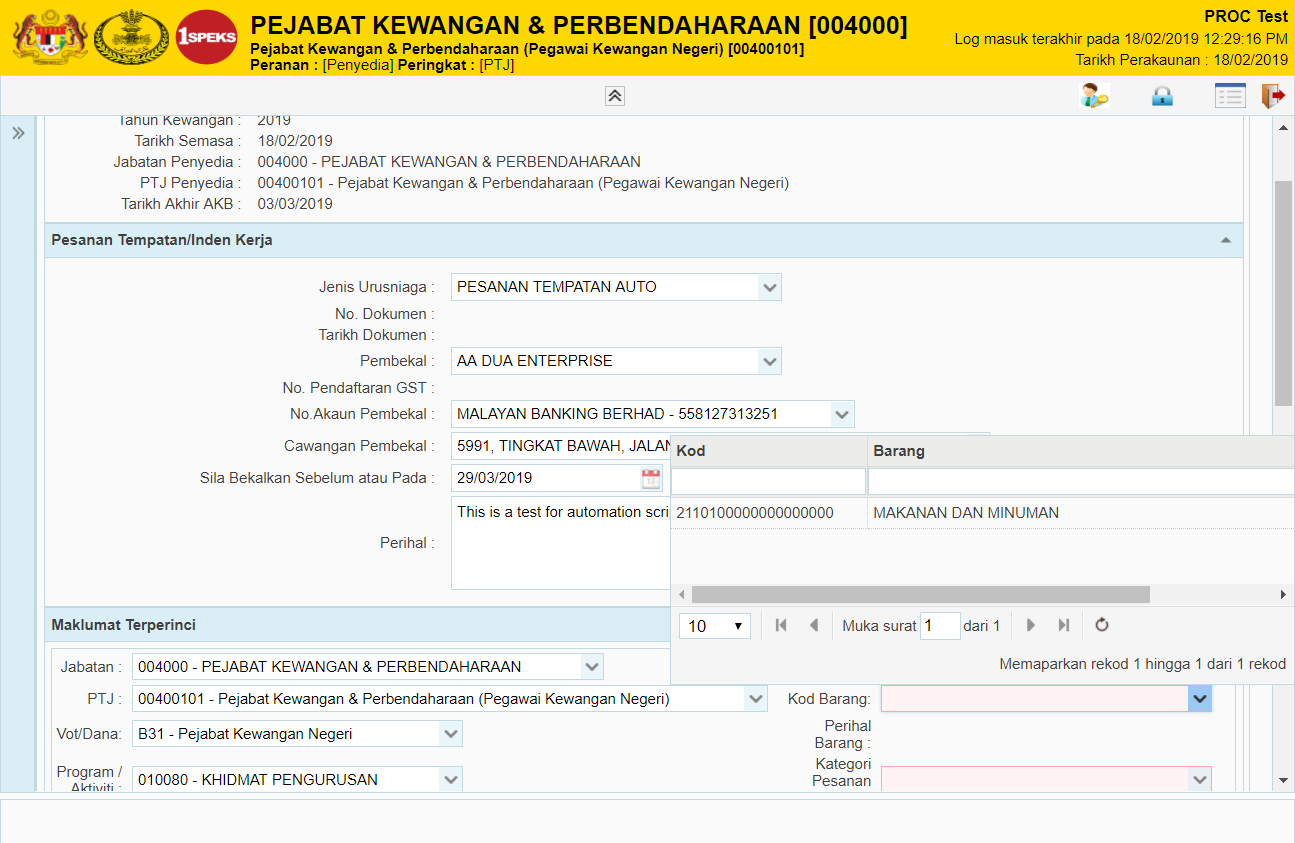 1SPEKS
PEJABAT KEWANGAN & PERBENDAHARAAN [004000]
Pejabat Kewangan & Perbendaharaan (Pegawai Kewangan Negeri) [00400101]
Peranan : [Penyedia] Peringkat : [PTJ]
PROC Test
Log masuk terakhir pada 18/02/2019 12:29:16 PM
Tarikh Perakaunan : 18/02/2019
Tahun Kewangan : 2019
Tarikh Semasa : 18/02/2019
Jabatan Penyedia : 004000 - PEJABAT KEWANGAN & PERBENDAHARAAN
PTJ Penyedia : 00400101 - Pejabat Kewangan & Perbendaharaan (Pegawai Kewangan Negeri)
Tarikh Akhir AKB : 03/03/2019
Pesanan Tempatan/Inden Kerja
Jenis Urusniaga : PESANAN TEMPATAN AUTO
No. Dokumen :
Tarikh Dokumen :
Pembekal : AA DUA ENTERPRISE
No. Pendaftaran GST :
No.Akaun Pembekal : MALAYAN BANKING BERHAD - 558127313251
Cawangan Pembekal : 5991, TINGKAT BAWAH, JALAN
Sila Bekalkan Sebelum atau Pada : 29/03/2019
Perihal : This is a test for automation scri
Kod Barang
2110100000000000000 MAKANAN DAN MINUMAN
10 Muka surat 1 dari 1
Memaparkan rekod 1 hingga 1 dari 1 rekod
Maklumat Terperinci
Jabatan : 004000 - PEJABAT KEWANGAN & PERBENDAHARAAN
PTJ : 00400101 - Pejabat Kewangan & Perbendaharaan (Pegawai Kewangan Negeri)
Kod Barang:
Vot/Dana: B31 - Pejabat Kewangan Negeri
Perihal
Barang :
Program /
Aktiviti :
010080 - KHIDMAT PENGURUSAN
Kategori
Pesanan